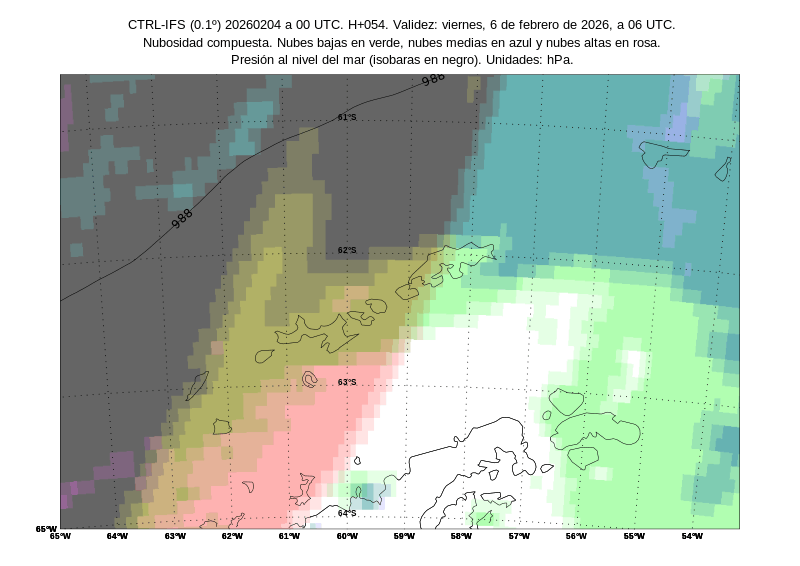 CTRL-IFS (0.1º) 20260204 a 00 UTC. H+054. Validez: viernes, 6 de febrero de 2026, a 06 UTC.
Nubosidad compuesta. Nubes bajas en verde, nubes medias en azul y nubes altas en rosa.
Presión al nivel del mar (isobaras en negro). Unidades: hPa.
988
61°S
988
62°S
63°S
64°S
65°W
65°W 64°W 63°W 62°W 61°W 60°W 59°W 58°W 57°W 56°W 55°W 54°W